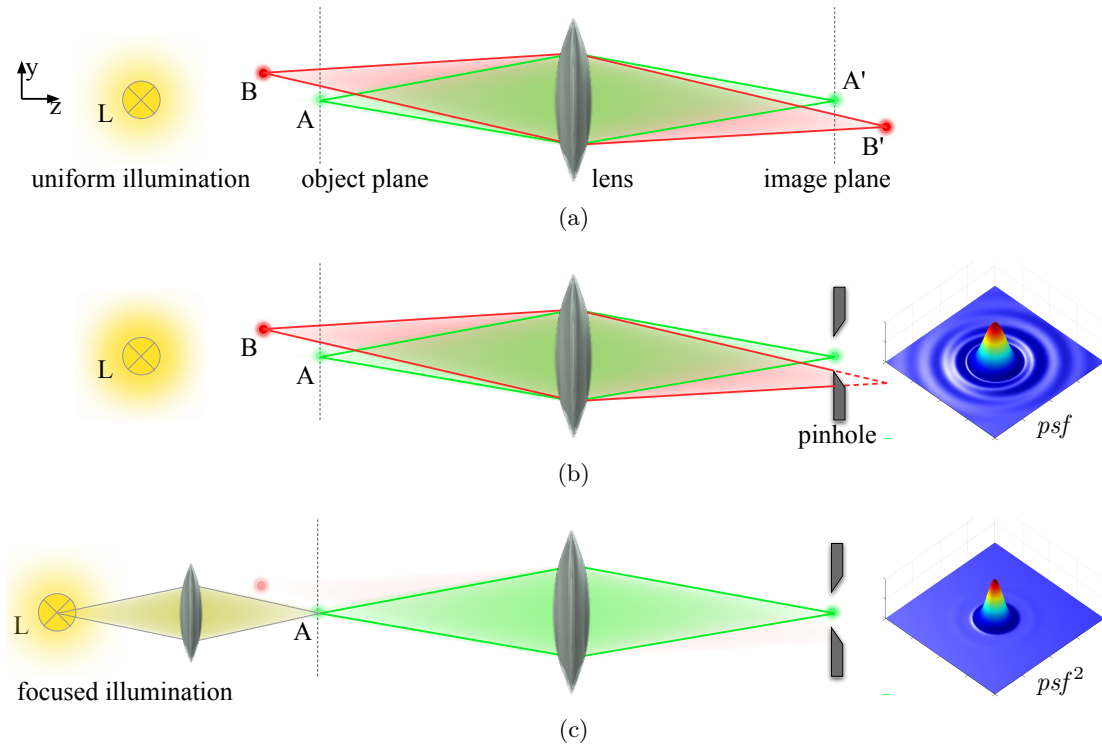 y
z
L
B
A
A'
B'
uniform illumination
object plane
lens
image plane
(a)
L
B
A
pinhole
psf
(b)
L
A
focused illumination
psf²
(c)